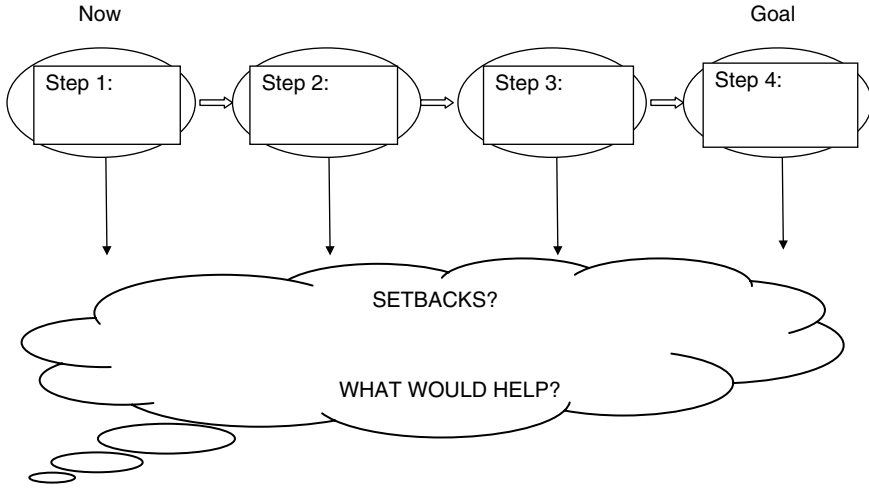 Now
Goal
Step 1:
Step 2:
Step 3:
Step 4:
SETBACKS?
WHAT WOULD HELP?